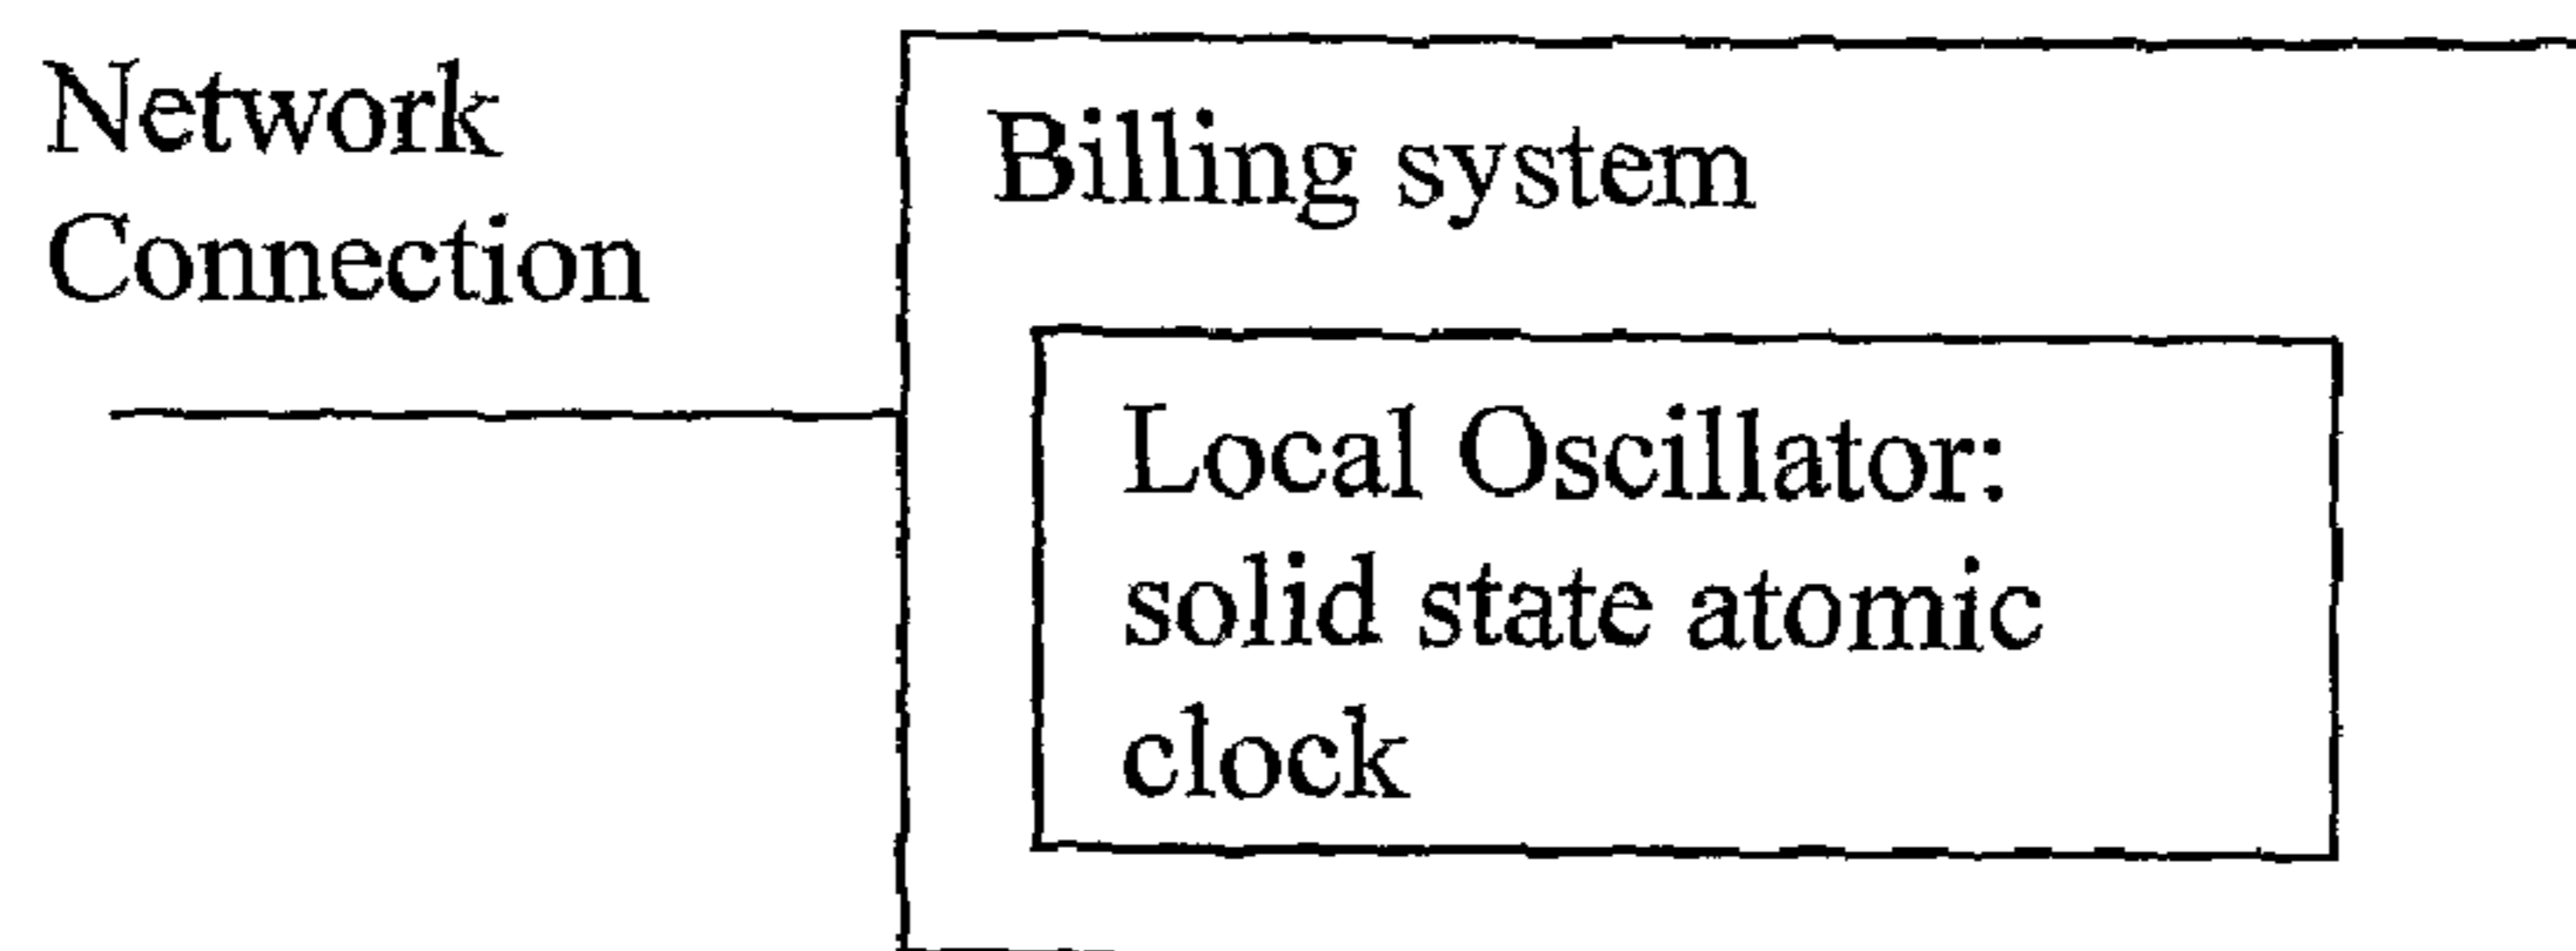 Network
Connection
Billing system
Local Oscillator:
solid state atomic
clock